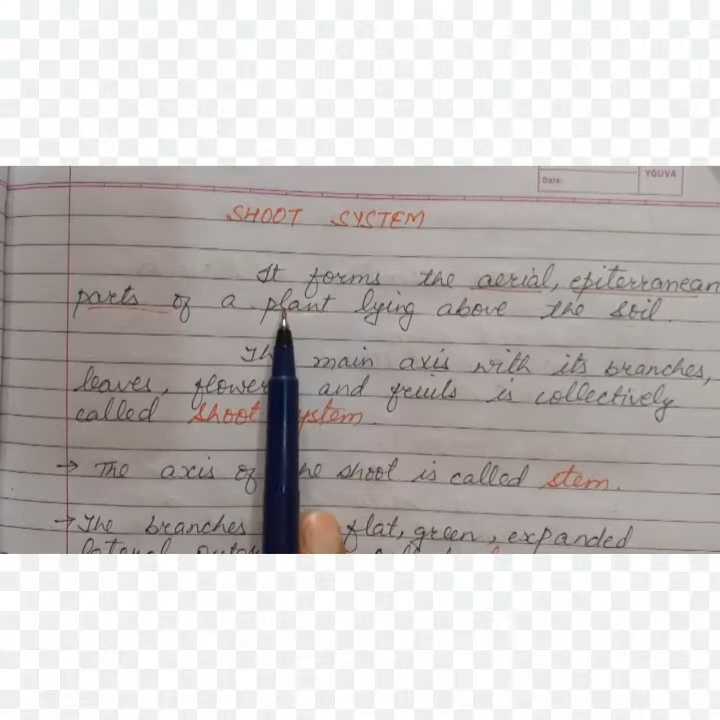 Date:
YOUVA
SHOOT SYSTEM
It forms the aerial, epiterranean
parts of a plant lying above the soil.
main axis with its branches,
leaves, and fruits is collectively
called shoot system.
→ The axis of shoot is called stem.
→ The branches flat, green, expanded